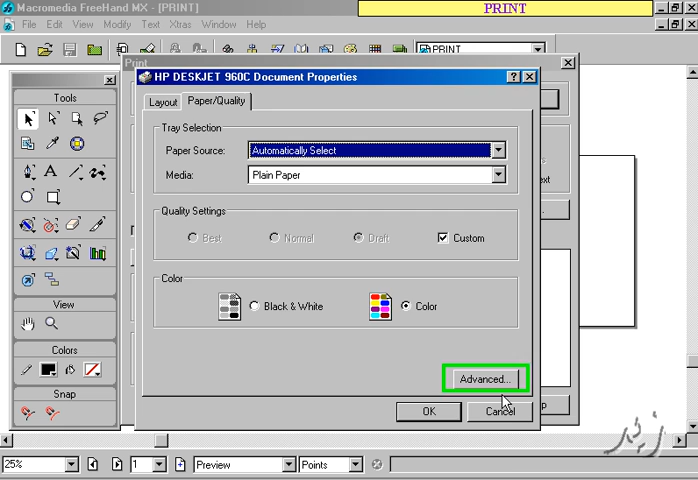 Macromedia FreeHand MX - [PRINT]
PRINT
File Edit View Modify Text Xtras Window Help
PRINT
Print
HP DESKJET 960C Document Properties
Tools
Layout Paper/Quality
Tray Selection
Paper Source: Automatically Select
Media: Plain Paper
Quality Settings
Best Normal Draft Custom
Color
Black & White Color
View
Colors
Snap
Advanced...
OK Cancel
25% 1 Preview Points